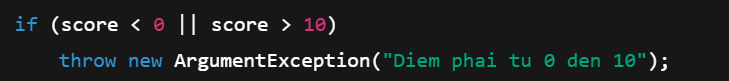 if (score < 0 || score > 10)
    throw new ArgumentException("Diem phai tu 0 den 10");